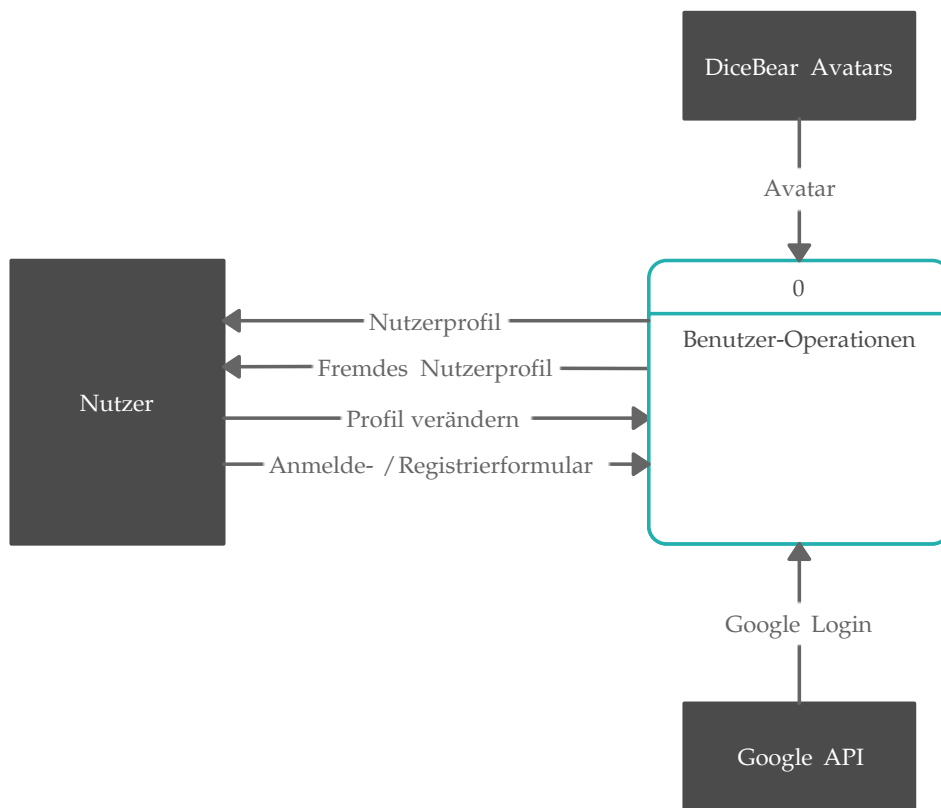 DiceBear Avatars
Avatar
0
Benutzer-Operationen
Nutzerprofil
Fremdes Nutzerprofil
Nutzer
Profil verändern
Anmelde- / Registrierformular
Google Login
Google API